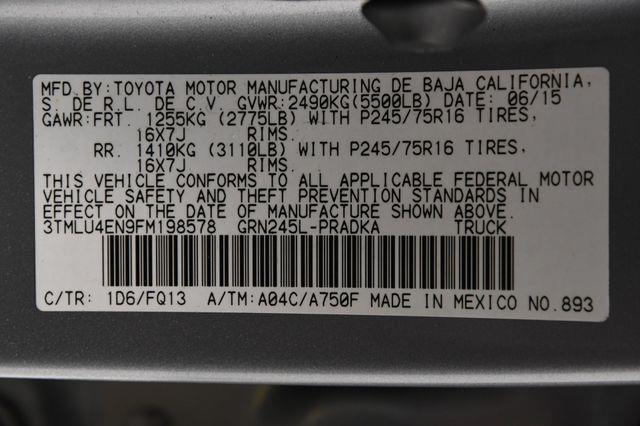 MFD.BY:TOYOTA MOTOR MANUFACTURING DE BAJA CALIFORNIA,
S. DE R.L. DE C.V. GVWR:2490KG(5500LB) DATE: 06/15
GAWR:FRT. 1255KG (2775LB) WITH P245/75R16 TIRES,
16X7J RIMS.
RR. 1410KG (3110LB) WITH P245/75R16 TIRES,
16X7J RIMS.
THIS VEHICLE CONFORMS TO ALL APPLICABLE FEDERAL MOTOR
VEHICLE SAFETY AND THEFT PREVENTION STANDARDS IN
EFFECT ON THE DATE OF MANUFACTURE SHOWN ABOVE.
3TMLU4EN9FM198578 GRN245L-PRADKA TRUCK
C/TR: 1D6/FQ13 A/TM:A04C/A750F MADE IN MEXICO NO.893